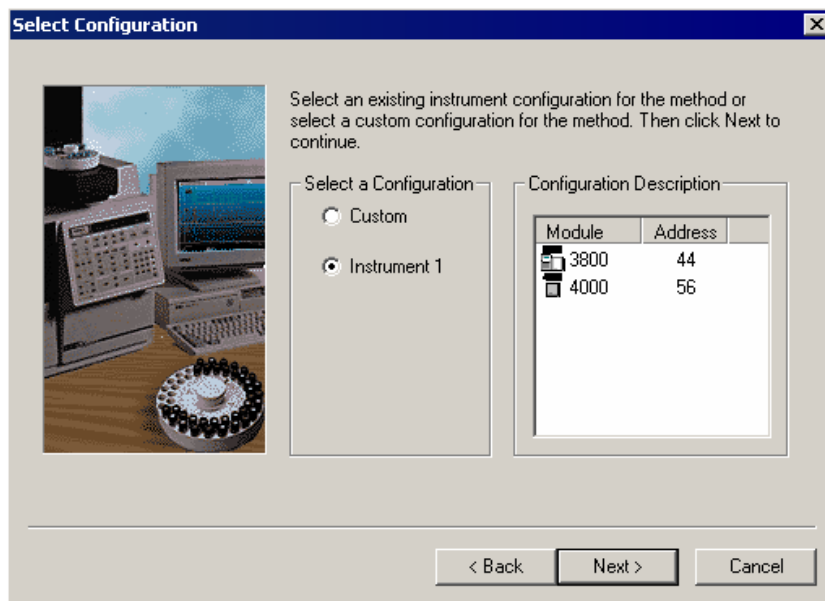 Select Configuration
Select an existing instrument configuration for the method or
select a custom configuration for the method. Then click Next to
continue.
Select a Configuration
Custom
Instrument 1
Configuration Description
Module Address
3800 44
4000 56
< Back Next > Cancel